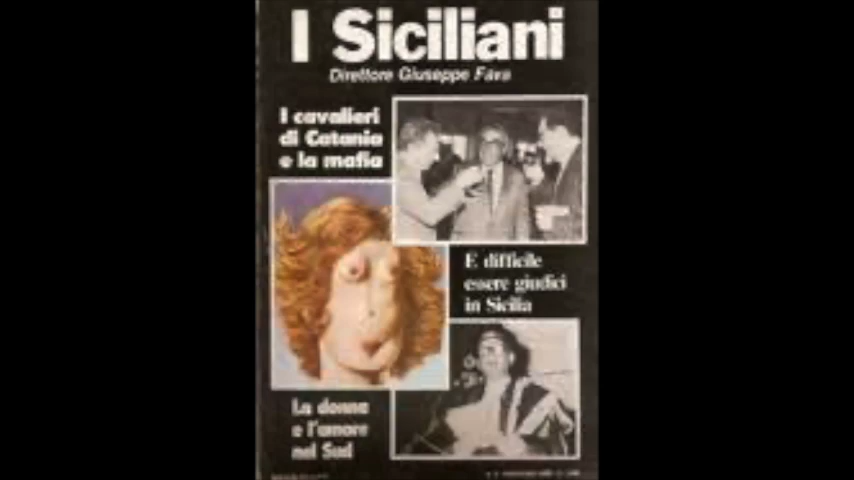 I Siciliani
Direttore Giuseppe Fava
I cavalieri
di Catania
e la mafia
E difficile
essere giudici
in Sicilia
La donna
e l'amore
nel Sud